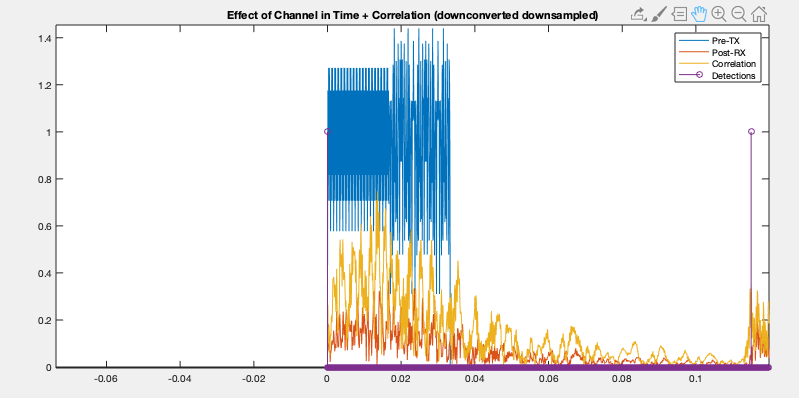 Effect of Channel in Time + Correlation (downconverted downsampled)
1.4
1.2
1
0.8
0.6
0.4
0.2
0
Pre-TX
Post-RX
Correlation
Detections
-0.06 -0.04 -0.02 0 0.02 0.04 0.06 0.08 0.1